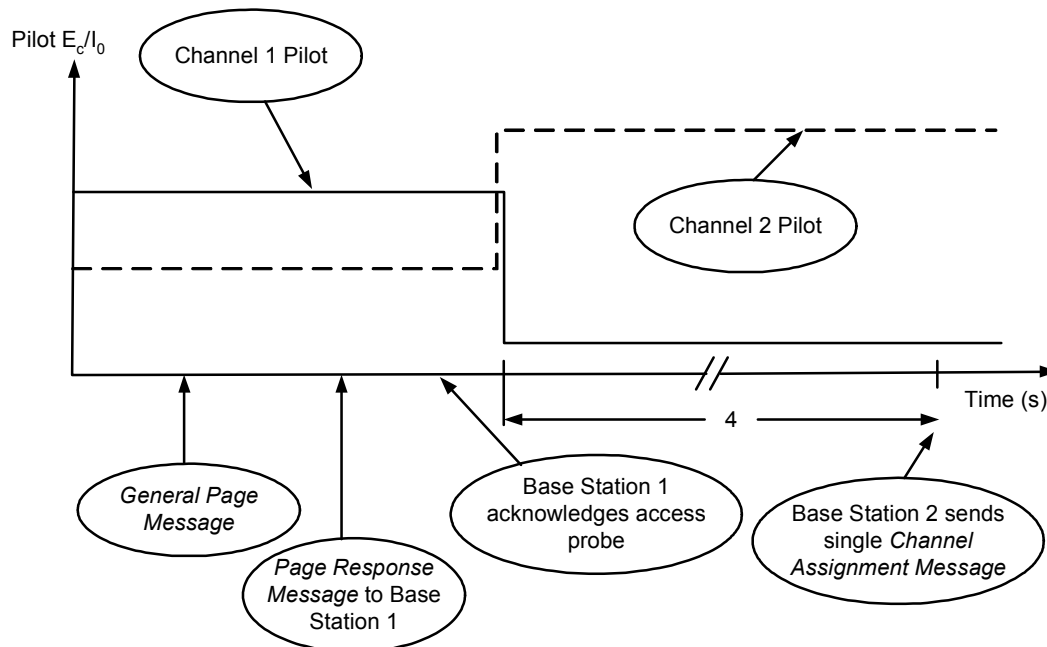 Pilot Ec/I0
Channel 1 Pilot
Channel 2 Pilot
Time (s)
4
General Page
Message
Page Response
Message to Base
Station 1
Base Station 1
acknowledges access
probe
Base Station 2 sends
single Channel
Assignment Message